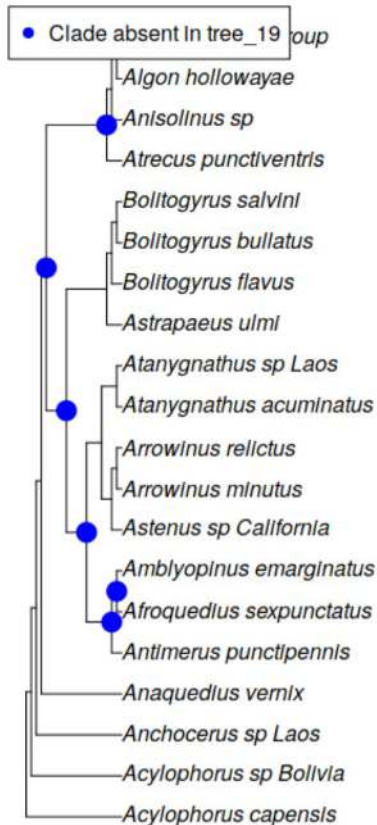 Clade absent in tree_19
roup
Algon hollowayae
Anisolinus sp
Atrecus punctiventris
Bolitogyrus salvini
Bolitogyrus bullatus
Bolitogyrus flavus
Astrapaeus ulmi
Atanygnathus sp Laos
Atanygnathus acuminatus
Arrowinus relictus
Arrowinus minutus
Astenus sp California
Amblyopinus emarginatus
Afroquedius sexpunctatus
Antimerus punctipennis
Anaquedius vernix
Anchocerus sp Laos
Acylophorus sp Bolivia
Acylophorus capensis